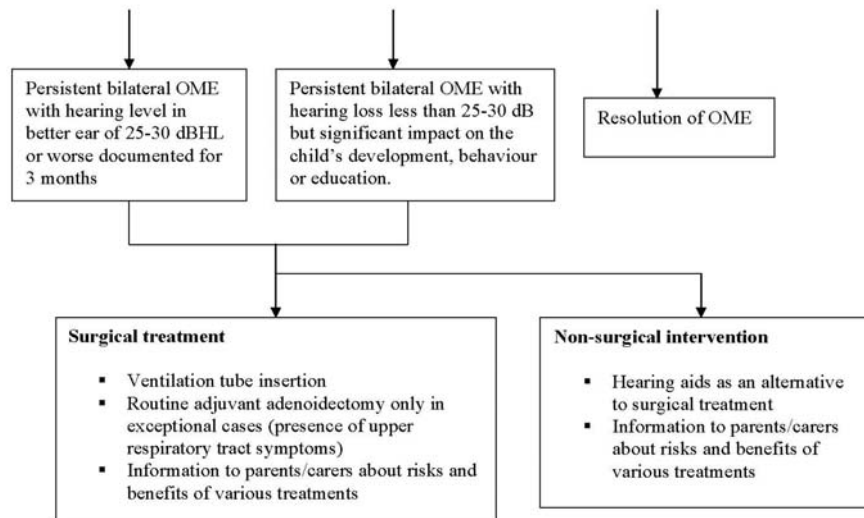 Persistent bilateral OME
with hearing level in
better ear of 25-30 dBHL
or worse documented for
3 months
Persistent bilateral OME with
hearing loss less than 25-30 dB
but significant impact on the
child's development, behaviour
or education.
Resolution of OME
Surgical treatment
▪ Ventilation tube insertion
▪ Routine adjuvant adenoidectomy only in
exceptional cases (presence of upper
respiratory tract symptoms)
▪ Information to parents/carers about risks and
benefits of various treatments
Non-surgical intervention
▪ Hearing aids as an alternative
to surgical treatment
▪ Information to parents/carers
about risks and benefits of
various treatments